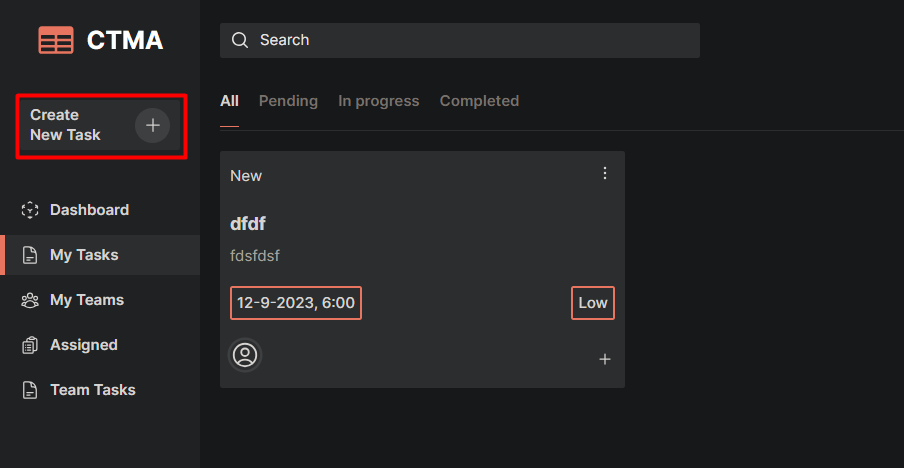 CTMA
Search
Create
New Task
All Pending In progress Completed
Dashboard
My Tasks
My Teams
Assigned
Team Tasks
New
dfdf
fdsfdsf
12-9-2023, 6:00 Low